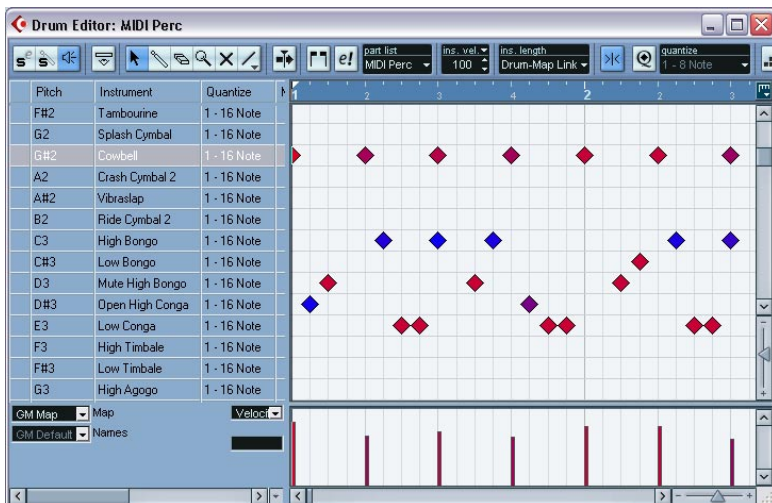 Drum Editor: MIDI Perc
part list
ins. vel.
ins. length
quantize
e!
MIDI Perc
100
Drum-Map Link
1 - 8 Note
Pitch Instrument Quantize
1 2 3 4 2 2 3
F#2 Tambourine 1 - 16 Note
G2 Splash Cymbal 1 - 16 Note
G#2 Cowbell 1 - 16 Note
A2 Crash Cymbal 2 1 - 16 Note
A#2 Vibraslap 1 - 16 Note
B2 Ride Cymbal 2 1 - 16 Note
C3 High Bongo 1 - 16 Note
C#3 Low Bongo 1 - 16 Note
D3 Mute High Bongo 1 - 16 Note
D#3 Open High Conga 1 - 16 Note
E3 Low Conga 1 - 16 Note
F3 High Timbale 1 - 16 Note
F#3 Low Timbale 1 - 16 Note
G3 High Agogo 1 - 16 Note
GM Map Map Veloci
GM Default Names